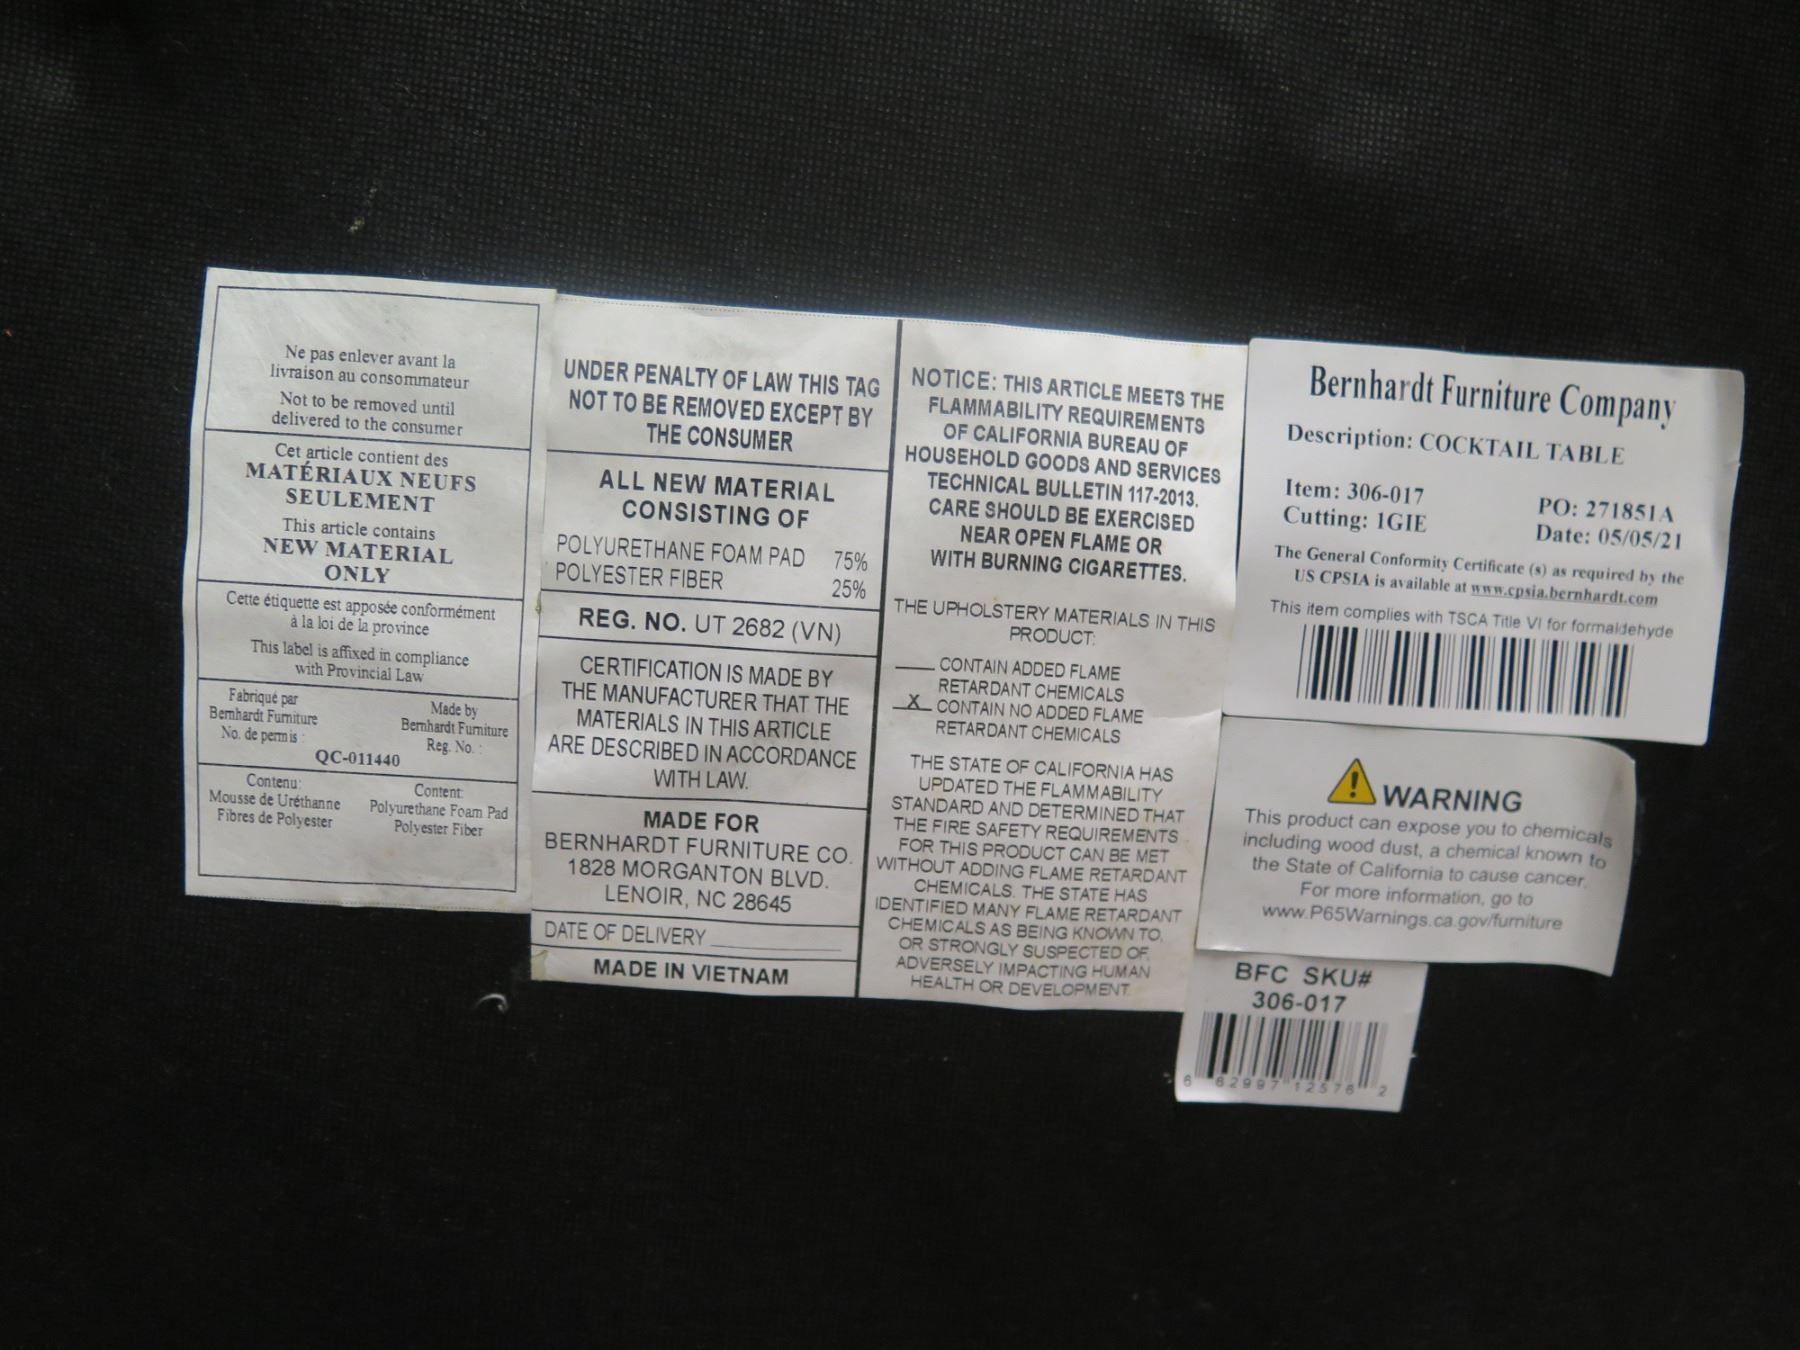 Ne pas enlever avant la
livraison au consommateur
Not to be removed until
delivered to the consumer
Cet article contient des
MATÉRIAUX NEUFS
SEULEMENT
This article contains
NEW MATERIAL
ONLY
Cette étiquette est apposée conformément
à la loi de la province
This label is affixed in compliance
with Provincial Law
Fabriqué par
Bernhardt Furniture
No. de permis :
Made by
Bernhardt Furniture
Reg. No. :
QC-011440
Contenu:
Mousse de Uréthanne
Fibres de Polyester
Content:
Polyurethane Foam Pad
Polyester Fiber
UNDER PENALTY OF LAW THIS TAG
NOT TO BE REMOVED EXCEPT BY
THE CONSUMER
ALL NEW MATERIAL
CONSISTING OF
POLYURETHANE FOAM PAD 75%
POLYESTER FIBER 25%
REG. NO. UT 2682 (VN)
CERTIFICATION IS MADE BY
THE MANUFACTURER THAT THE
MATERIALS IN THIS ARTICLE
ARE DESCRIBED IN ACCORDANCE
WITH LAW.
MADE FOR
BERNHARDT FURNITURE CO.
1828 MORGANTON BLVD.
LENOIR, NC 28645
DATE OF DELIVERY
MADE IN VIETNAM
NOTICE: THIS ARTICLE MEETS THE
FLAMMABILITY REQUIREMENTS
OF CALIFORNIA BUREAU OF
HOUSEHOLD GOODS AND SERVICES
TECHNICAL BULLETIN 117-2013.
CARE SHOULD BE EXERCISED
NEAR OPEN FLAME OR
WITH BURNING CIGARETTES.
THE UPHOLSTERY MATERIALS IN THIS
PRODUCT:
CONTAIN ADDED FLAME
RETARDANT CHEMICALS
X CONTAIN NO ADDED FLAME
RETARDANT CHEMICALS
THE STATE OF CALIFORNIA HAS
UPDATED THE FLAMMABILITY
STANDARD AND DETERMINED THAT
THE FIRE SAFETY REQUIREMENTS
FOR THIS PRODUCT CAN BE MET
WITHOUT ADDING FLAME RETARDANT
CHEMICALS. THE STATE HAS
IDENTIFIED MANY FLAME RETARDANT
CHEMICALS AS BEING KNOWN TO,
OR STRONGLY SUSPECTED OF,
ADVERSELY IMPACTING HUMAN
HEALTH OR DEVELOPMENT.
Bernhardt Furniture Company
Description: COCKTAIL TABLE
Item: 306-017 PO: 271851A
Cutting: 1GIE Date: 05/05/21
The General Conformity Certificate (s) as required by the
US CPSIA is available at www.cpsia.bernhardt.com
This item complies with TSCA Title VI for formaldehyde
WARNING
This product can expose you to chemicals
including wood dust, a chemical known to
the State of California to cause cancer.
For more information, go to
www.P65Warnings.ca.gov/furniture
BFC SKU#
306-017
6 62997 12576 2